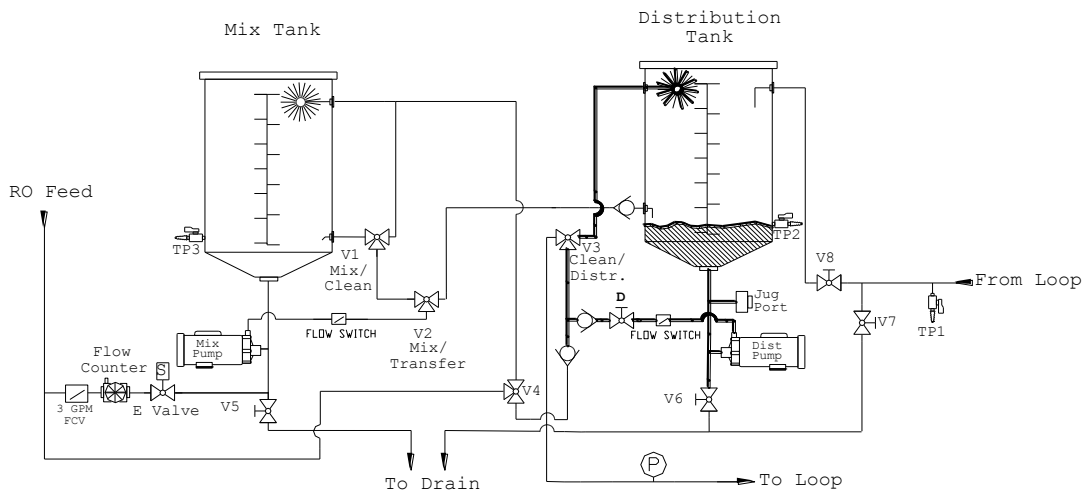 Mix Tank
Distribution
Tank
RO Feed
TP3
V1
Mix/
Clean
V3
Clean/
Distr.
TP2
V8
From Loop
D
Jug
Port
FLOW SWITCH
V2
Mix/
Transfer
FLOW SWITCH
V7
TP1
Mix
Pump
Dist
Pump
Flow
Counter
S
3 GPM
FCV
E Valve
V5
V4
V6
P
To Drain
To Loop